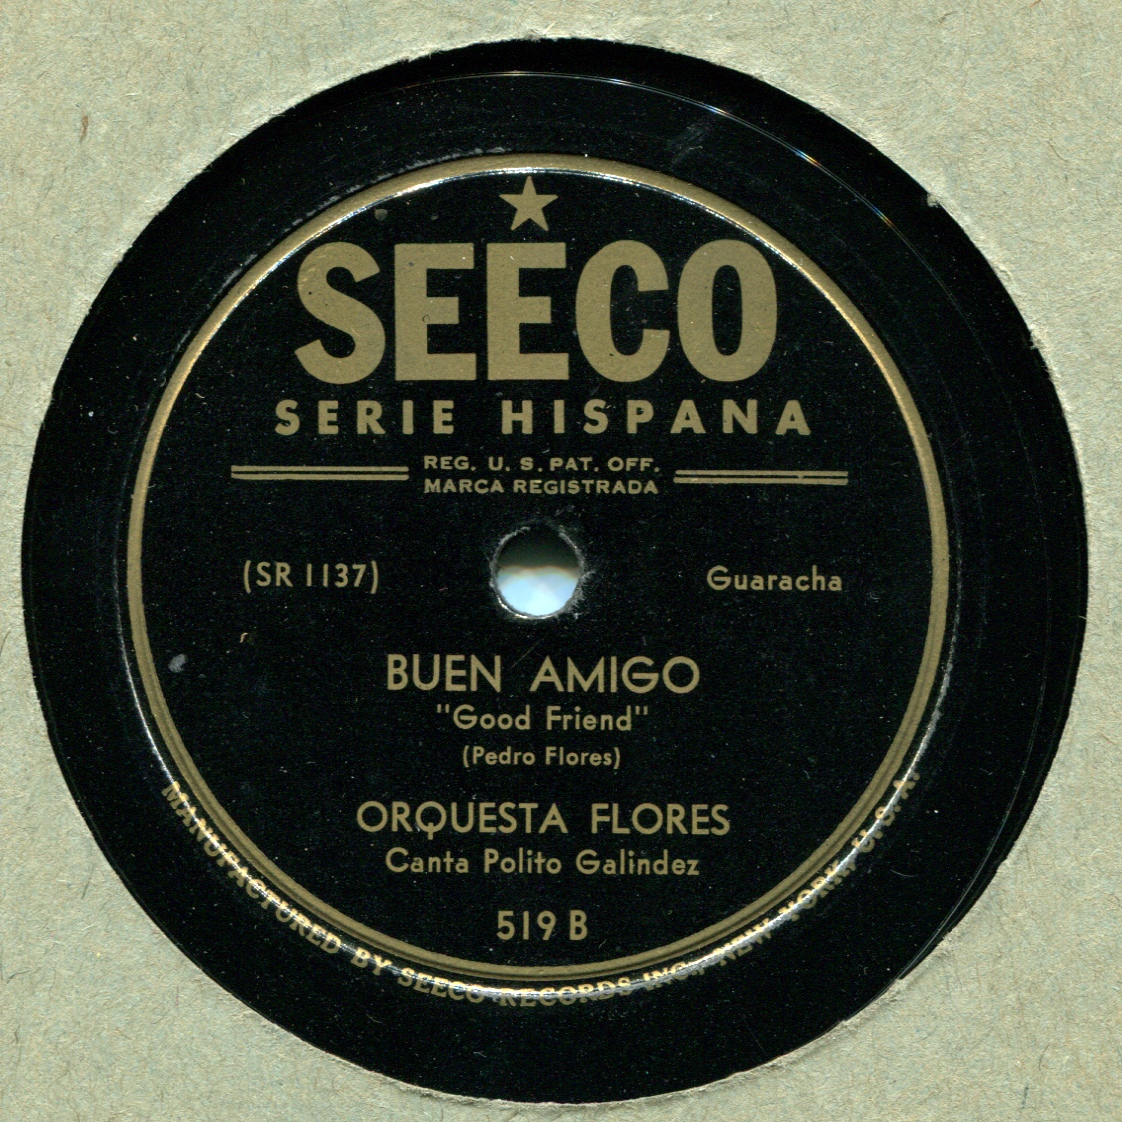 SEECO
SERIE HISPANA
REG. U. S. PAT. OFF.
MARCA REGISTRADA
(SR 1137)
Guaracha
BUEN AMIGO
"Good Friend"
(Pedro Flores)
ORQUESTA FLORES
Canta Polito Galindez
519 B
MANUFACTURED BY SEECO RECORDS INC., NEW YORK, U.S.A.